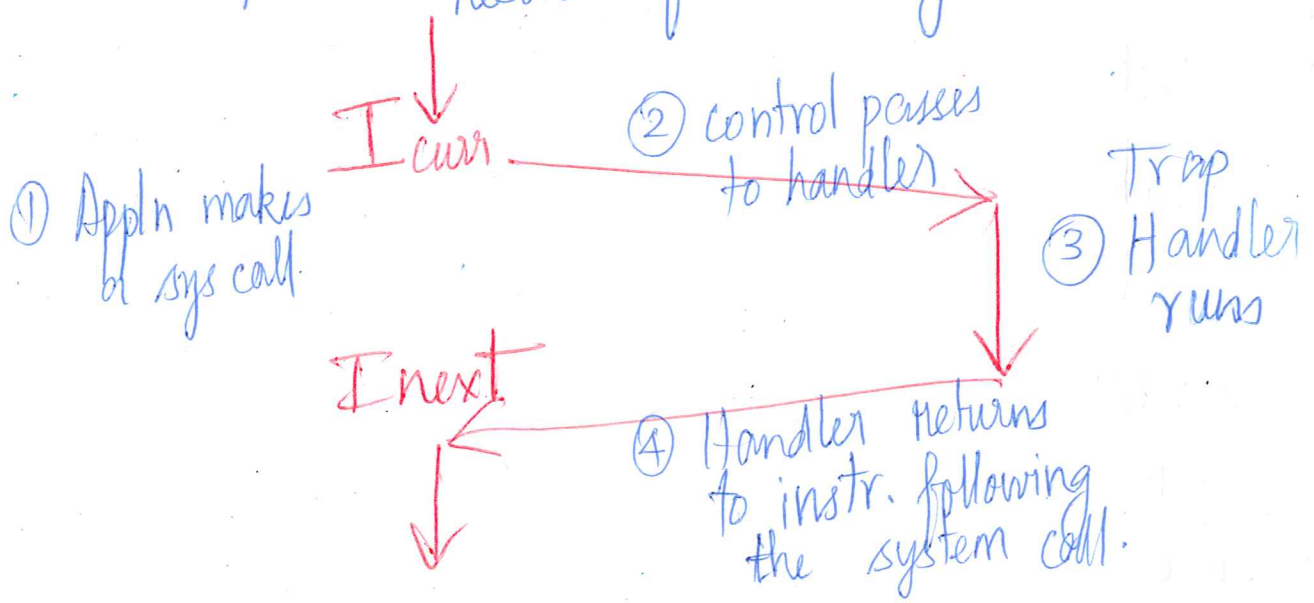 I curr
① Appln makes
a sys call.
② control passes
to handler
Trap
③ Handler
runs
I next
④ Handler returns
to instr. following
the system call.